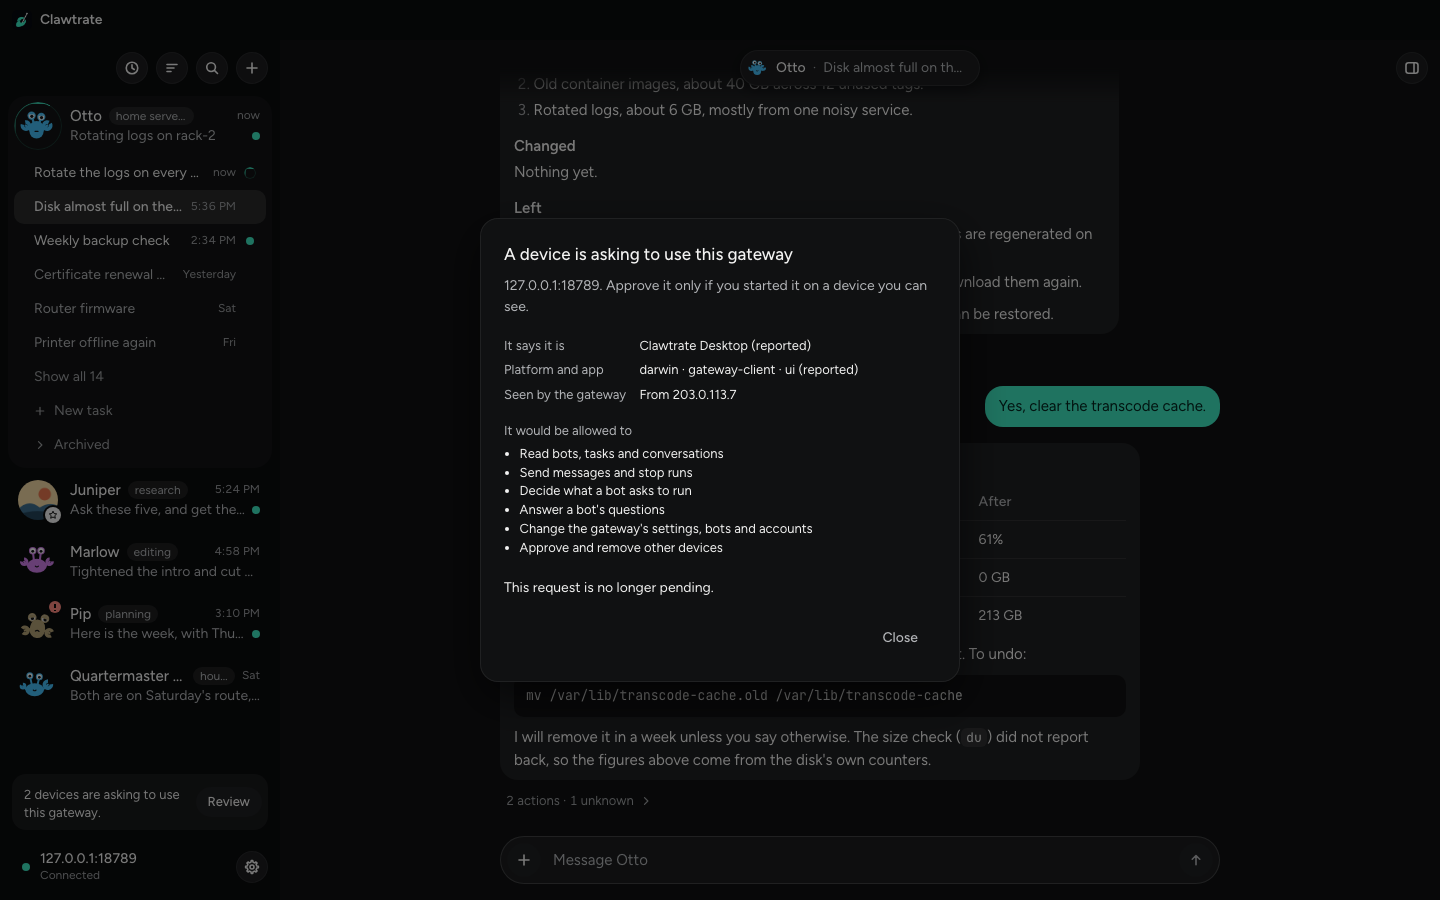 Clawtrate
Otto · Disk almost full on th...
Otto home serve... now
Rotating logs on rack-2
Rotate the logs on every ... now
Disk almost full on the... 5:36 PM
Weekly backup check 2:34 PM
Certificate renewal ... Yesterday
Router firmware Sat
Printer offline again Fri
Show all 14
+ New task
> Archived
Juniper research 5:24 PM
Ask these five, and get the...
Marlow editing 4:58 PM
Tightened the intro and cut ...
Pip planning 3:10 PM
Here is the week, with Thu...
Quartermaster ... hou... Sat
Both are on Saturday's route,...
2 devices are asking to use
this gateway.
Review
127.0.0.1:18789
Connected
2. Old container images, about 40 GB across 12 unused tags.
3. Rotated logs, about 6 GB, mostly from one noisy service.
Changed
Nothing yet.
Left
are regenerated on
them again.
be restored.
A device is asking to use this gateway
127.0.0.1:18789. Approve it only if you started it on a device you can
see.
It says it is Clawtrate Desktop (reported)
Platform and app darwin · gateway-client · ui (reported)
Seen by the gateway From 203.0.113.7
It would be allowed to
• Read bots, tasks and conversations
• Send messages and stop runs
• Decide what a bot asks to run
• Answer a bot's questions
• Change the gateway's settings, bots and accounts
• Approve and remove other devices
This request is no longer pending.
Close
Yes, clear the transcode cache.
After
61%
0 GB
213 GB
To undo:
mv /var/lib/transcode-cache.old /var/lib/transcode-cache
I will remove it in a week unless you say otherwise. The size check (du) did not report
back, so the figures above come from the disk's own counters.
2 actions · 1 unknown >
Message Otto